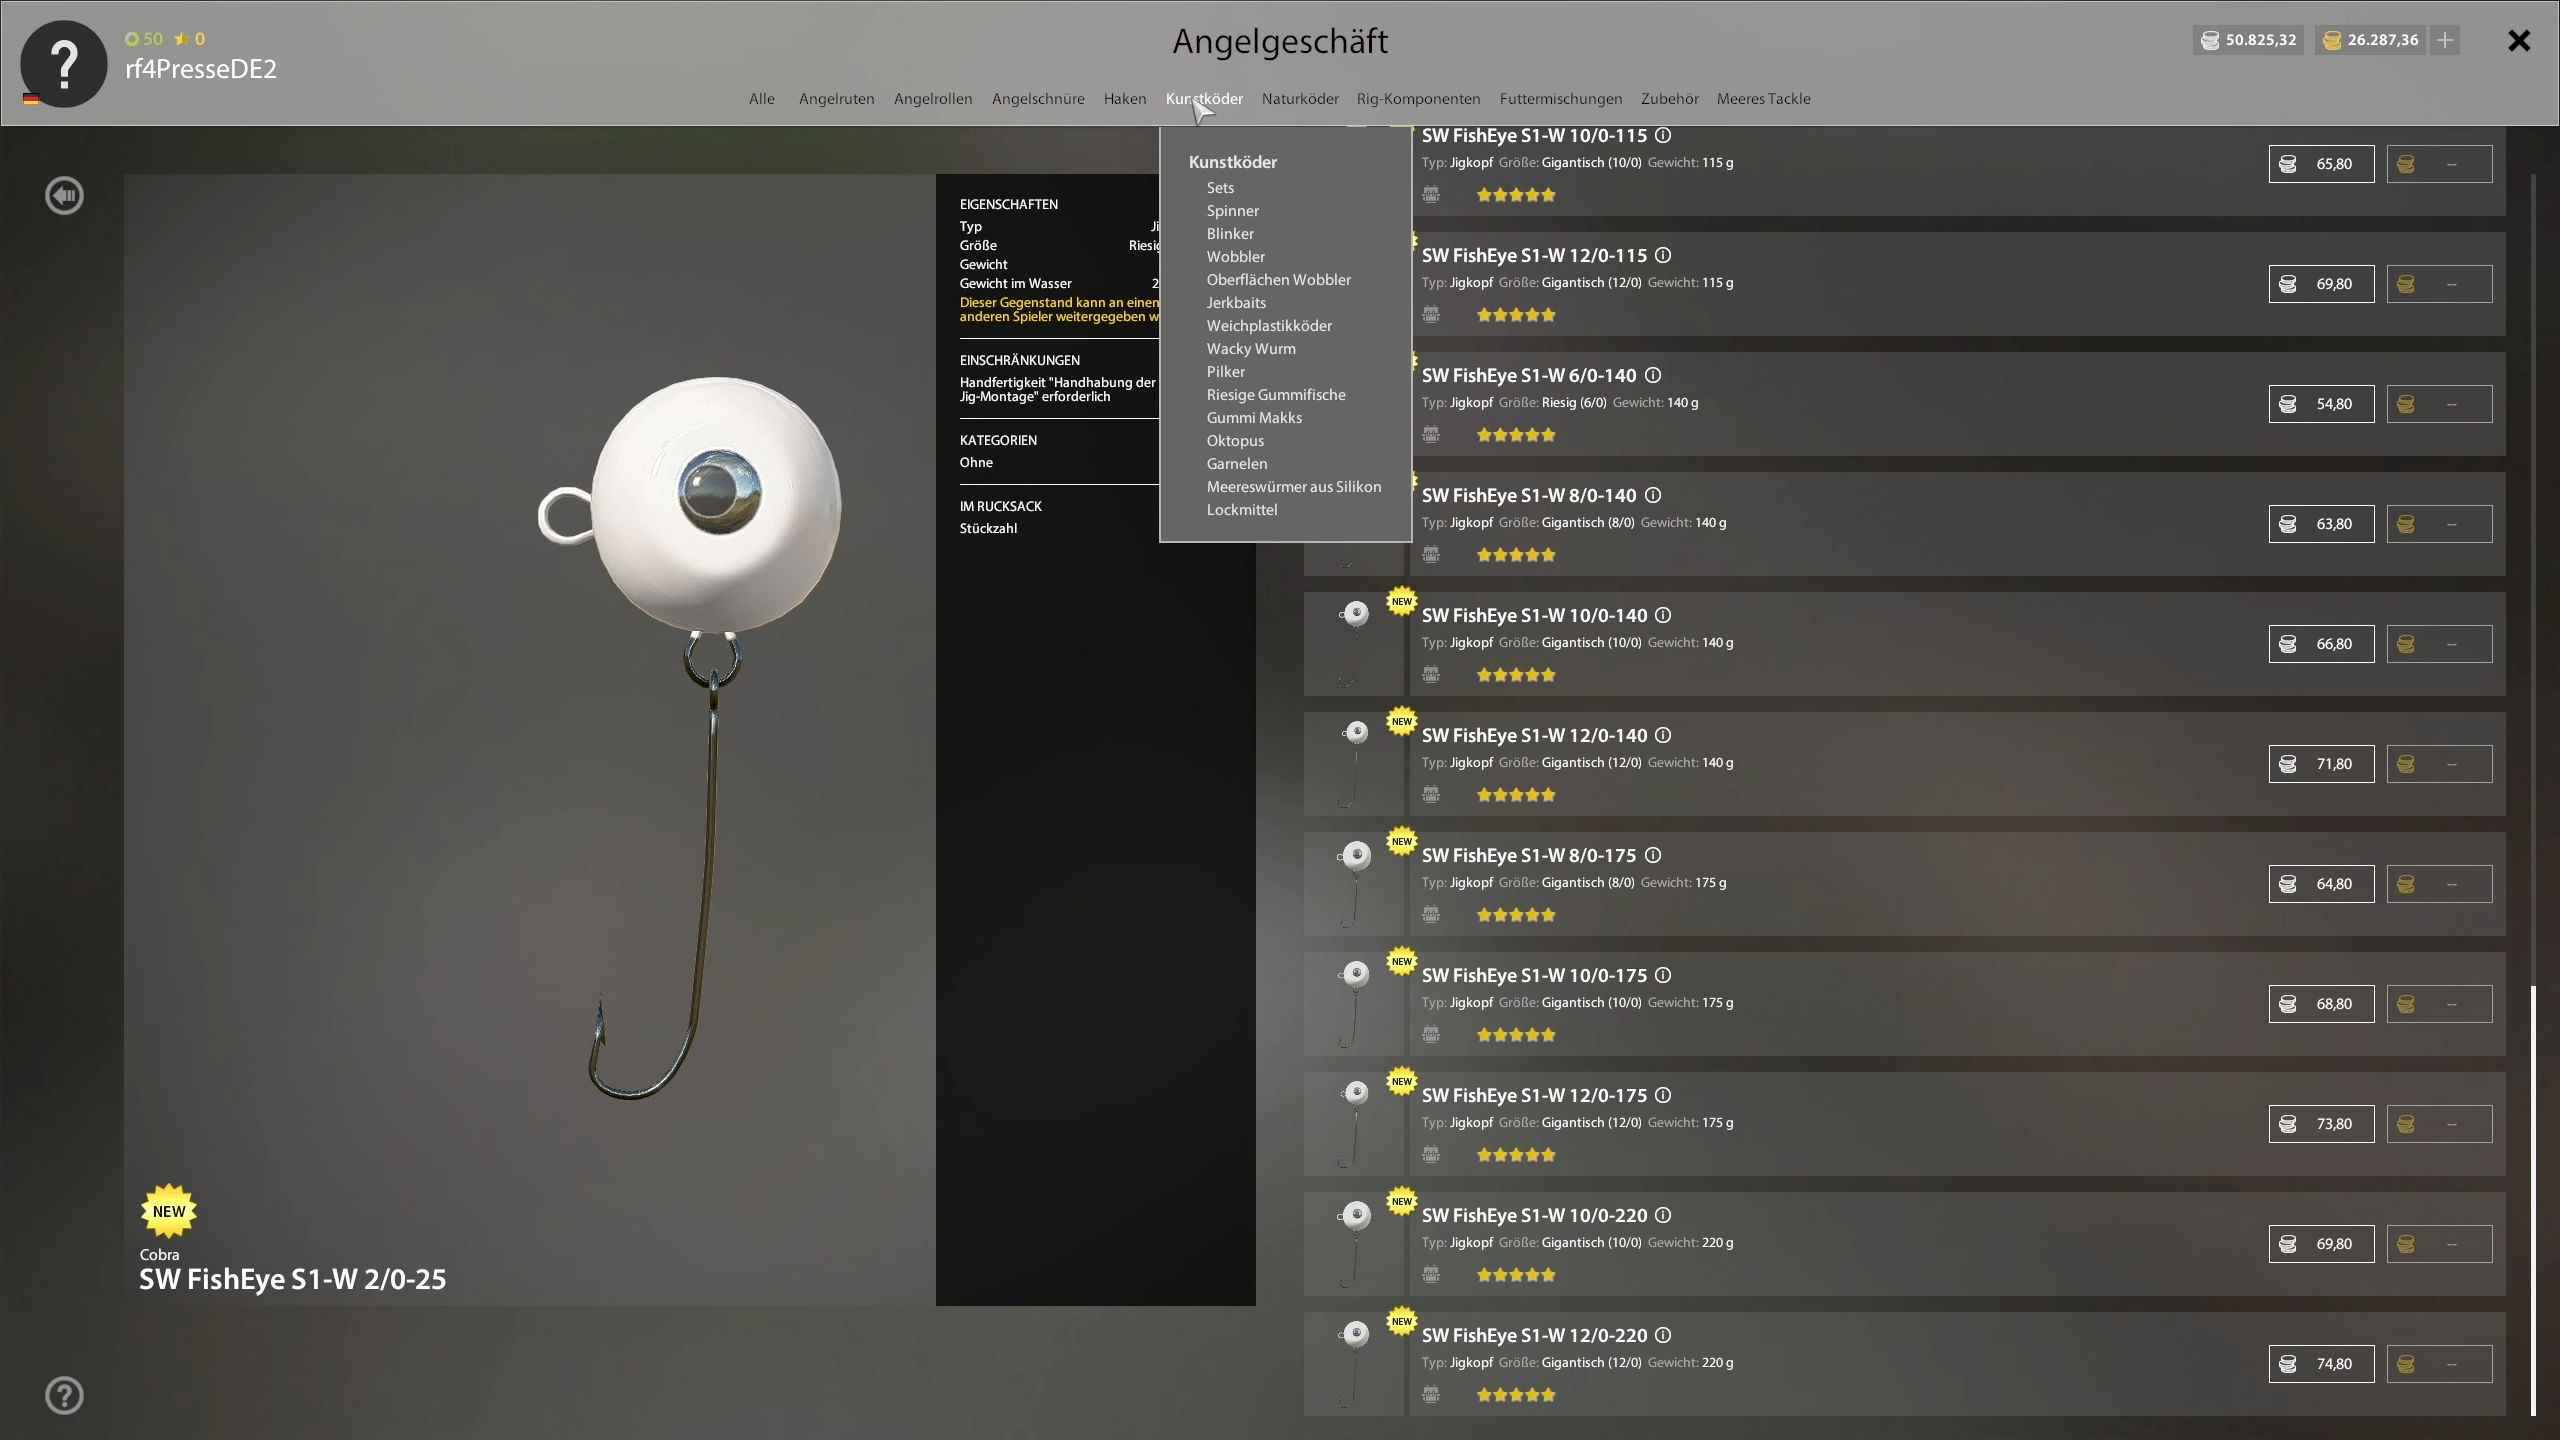 50 0
rf4PresseDE2
Angelgeschäft
50.825,32 26.287,36
Alle Angelruten Angelrollen Angelschnüre Haken Kunstköder Naturköder Rig-Komponenten Futtermischungen Zubehör Meeres Tackle
Kunstköder
Sets
Spinner
Blinker
Wobbler
Oberflächen Wobbler
Jerkbaits
Weichplastikköder
Wacky Wurm
Pilker
Riesige Gummifische
Gummi Makks
Oktopus
Garnelen
Meereswürmer aus Silikon
Lockmittel
EIGENSCHAFTEN
Typ
Größe
Gewicht
Gewicht im Wasser
Dieser Gegenstand kann an einen
anderen Spieler weitergegeben
EINSCHRÄNKUNGEN
Handfertigkeit "Handhabung der
Jig-Montage" erforderlich
KATEGORIEN
Ohne
IM RUCKSACK
Stückzahl
NEW
Cobra
SW FishEye S1-W 2/0-25
SW FishEye S1-W 10/0-115
Typ: Jigkopf Größe: Gigantisch (10/0) Gewicht: 115 g
65,80 --
SW FishEye S1-W 12/0-115
Typ: Jigkopf Größe: Gigantisch (12/0) Gewicht: 115 g
69,80 --
SW FishEye S1-W 6/0-140
Typ: Jigkopf Größe: Riesig (6/0) Gewicht: 140 g
54,80 --
SW FishEye S1-W 8/0-140
Typ: Jigkopf Größe: Gigantisch (8/0) Gewicht: 140 g
63,80 --
NEW
SW FishEye S1-W 10/0-140
Typ: Jigkopf Größe: Gigantisch (10/0) Gewicht: 140 g
66,80 --
NEW
SW FishEye S1-W 12/0-140
Typ: Jigkopf Größe: Gigantisch (12/0) Gewicht: 140 g
71,80 --
NEW
SW FishEye S1-W 8/0-175
Typ: Jigkopf Größe: Gigantisch (8/0) Gewicht: 175 g
64,80 --
NEW
SW FishEye S1-W 10/0-175
Typ: Jigkopf Größe: Gigantisch (10/0) Gewicht: 175 g
68,80 --
NEW
SW FishEye S1-W 12/0-175
Typ: Jigkopf Größe: Gigantisch (12/0) Gewicht: 175 g
73,80 --
NEW
SW FishEye S1-W 10/0-220
Typ: Jigkopf Größe: Gigantisch (10/0) Gewicht: 220 g
69,80 --
NEW
SW FishEye S1-W 12/0-220
Typ: Jigkopf Größe: Gigantisch (12/0) Gewicht: 220 g
74,80 --